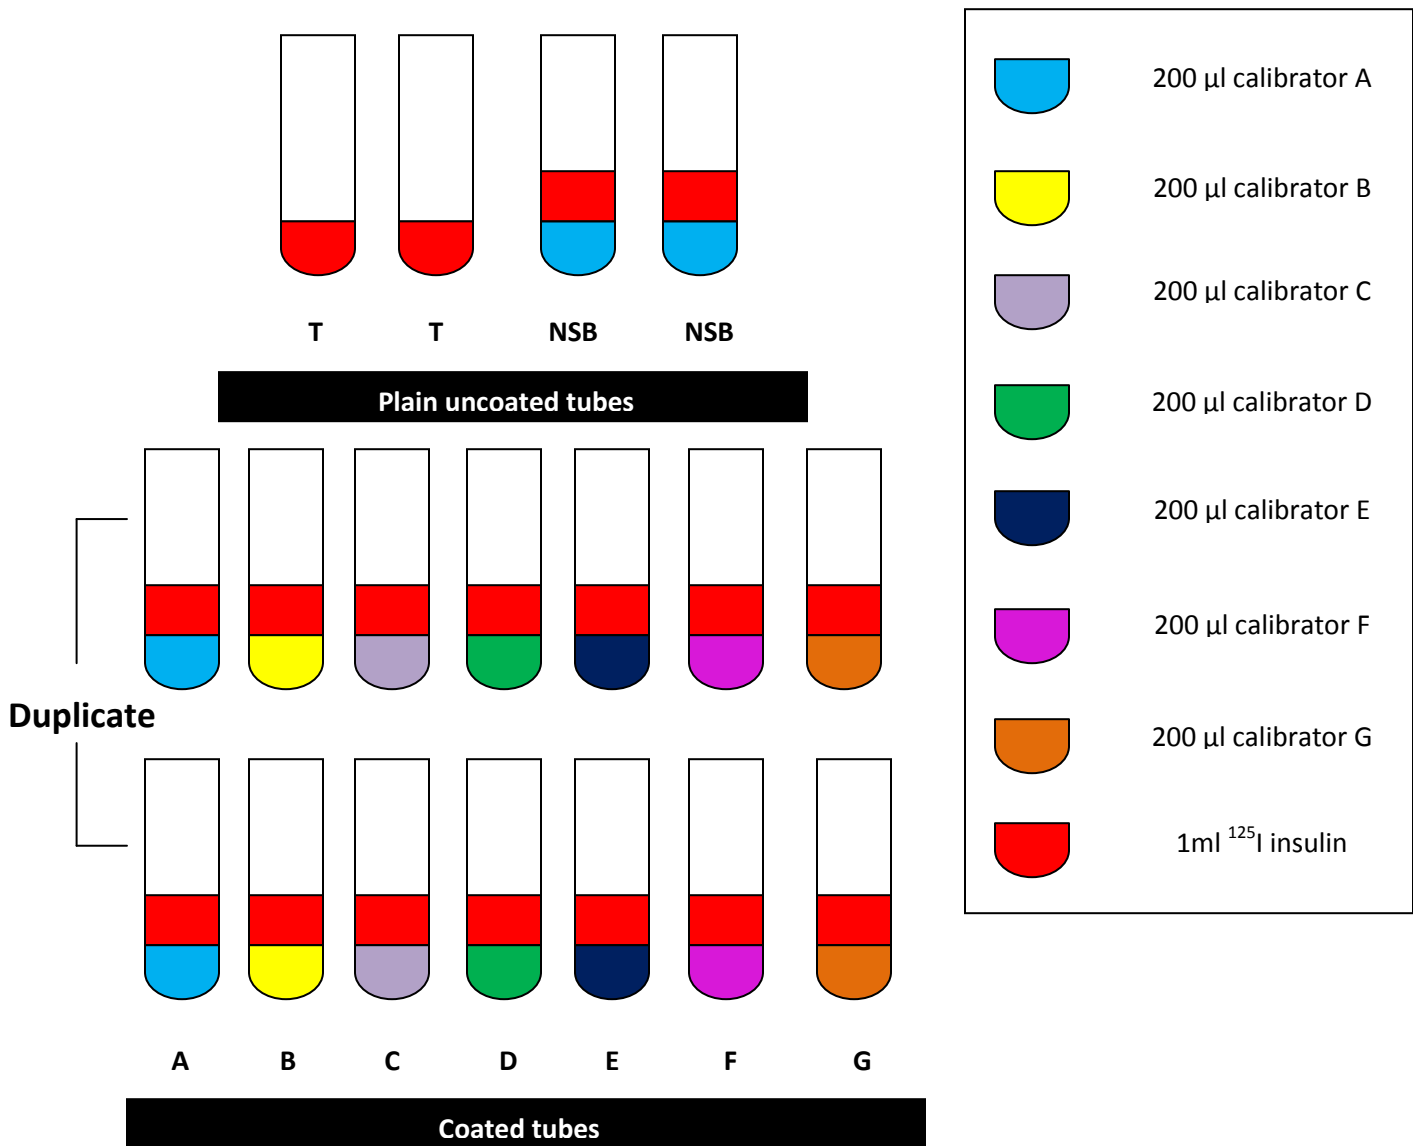 T T NSB NSB
Plain uncoated tubes
Duplicate
A B C D E F G
Coated tubes
200 µl calibrator A
200 µl calibrator B
200 µl calibrator C
200 µl calibrator D
200 µl calibrator E
200 µl calibrator F
200 µl calibrator G
1ml ¹²⁵I insulin